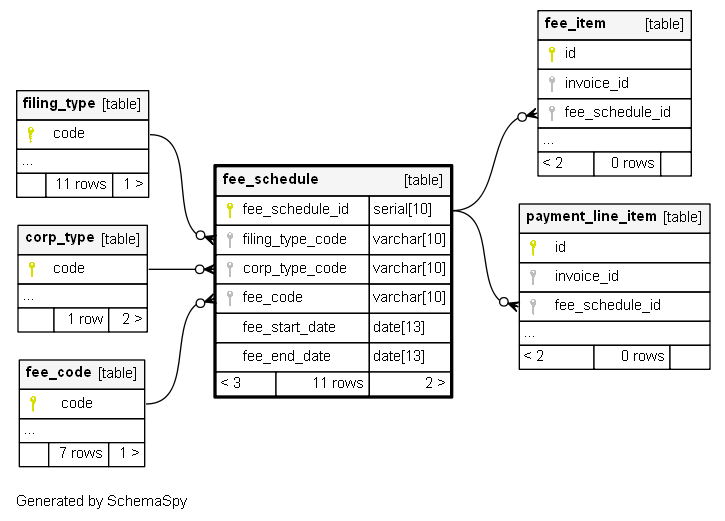 filing_type [table]
code
...
11 rows 1 >
corp_type [table]
code
...
1 row 2 >
fee_code [table]
code
...
7 rows 1 >
fee_schedule [table]
fee_schedule_id serial[10]
filing_type_code varchar[10]
corp_type_code varchar[10]
fee_code varchar[10]
fee_start_date date[13]
fee_end_date date[13]
< 3 11 rows 2 >
fee_item [table]
id
invoice_id
fee_schedule_id
...
< 2 0 rows
payment_line_item [table]
id
invoice_id
fee_schedule_id
...
< 2 0 rows
Generated by SchemaSpy